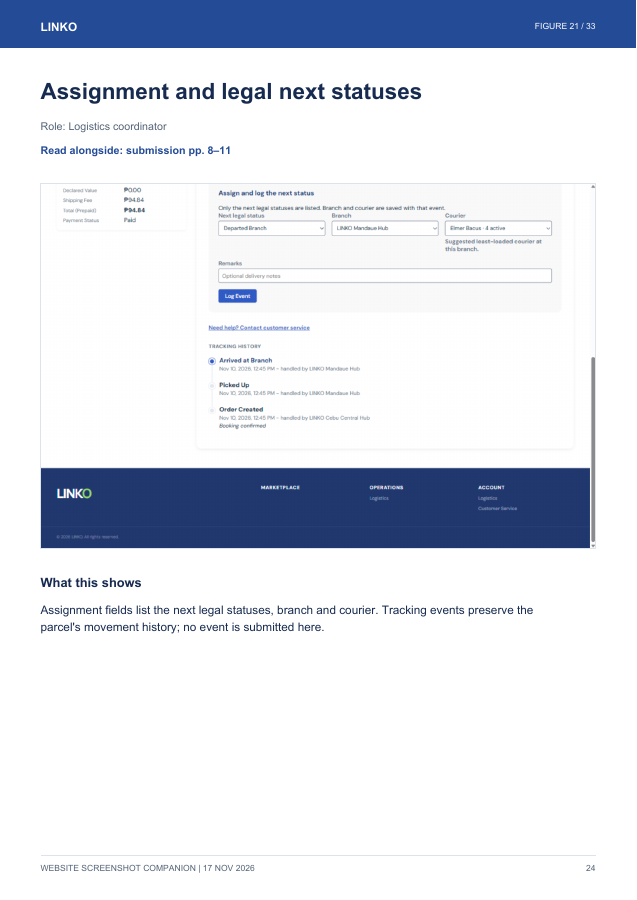 LINKO
FIGURE 21 / 33
Assignment and legal next statuses
Role: Logistics coordinator
Read alongside: submission pp. 8–11
Declared Value ₱0.00
Shipping Fee ₱94.84
Total (Prepaid) ₱94.84
Payment Status Paid
Assign and log the next status
Only the next legal statuses are listed. Branch and courier are saved with that event.
Next legal status Branch Courier
Departed Branch LINKO Mandaue Hub Elmer Bacus · 4 active
Suggested least-loaded courier at
this branch.
Remarks
Optional delivery notes
Log Event
Need help? Contact customer service
TRACKING HISTORY
Arrived at Branch
Nov 10, 2026, 12:45 PM – handled by LINKO Mandaue Hub
Picked Up
Nov 10, 2026, 12:45 PM – handled by LINKO Mandaue Hub
Order Created
Nov 10, 2026, 12:45 PM – handled by LINKO Cebu Central Hub
Booking confirmed
LINKO
MARKETPLACE
OPERATIONS
Logistics
ACCOUNT
Logistics
Customer Service
© 2026 LINKO. All rights reserved.
What this shows
Assignment fields list the next legal statuses, branch and courier. Tracking events preserve the
parcel's movement history; no event is submitted here.
WEBSITE SCREENSHOT COMPANION | 17 NOV 2026
24